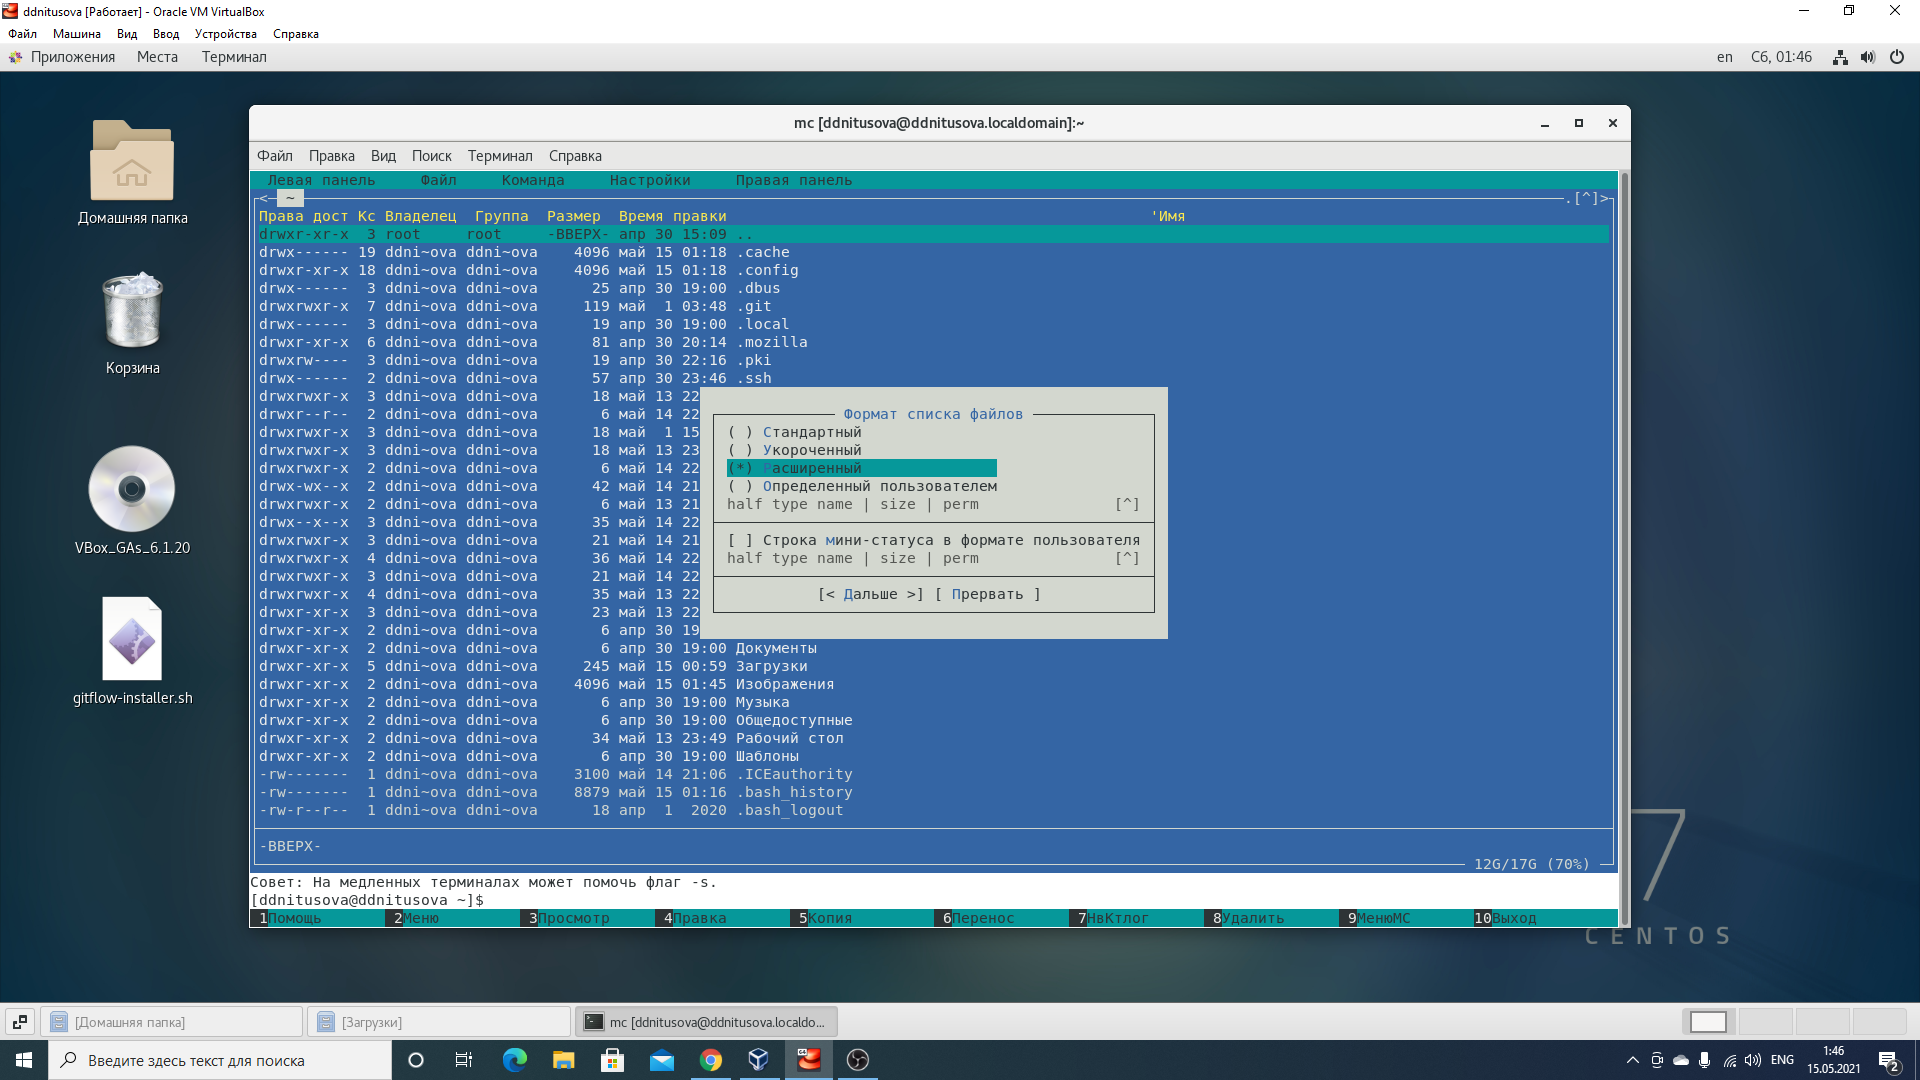 ddnitusova [Работает] - Oracle VM VirtualBox
Файл Машина Вид Ввод Устройства Справка
Приложения Места Терминал en Сб, 01:46
Домашняя папка
Корзина
VBox_GAs_6.1.20
gitflow-installer.sh
mc [ddnitusova@ddnitusova.localdomain]:~
Файл Правка Вид Поиск Терминал Справка
Левая панель Файл Команда Настройки Правая панель
<─ ~ .[^]>
Права дост Кс Владелец Группа Размер Время правки 'Имя
drwxr-xr-x 3 root root -ВВЕРХ- апр 30 15:09 ..
drwx------ 19 ddni~ova ddni~ova 4096 май 15 01:18 .cache
drwxr-xr-x 18 ddni~ova ddni~ova 4096 май 15 01:18 .config
drwx------ 3 ddni~ova ddni~ova 25 апр 30 19:00 .dbus
drwxrwxr-x 7 ddni~ova ddni~ova 119 май 1 03:48 .git
drwx------ 3 ddni~ova ddni~ova 19 апр 30 19:00 .local
drwxr-xr-x 6 ddni~ova ddni~ova 81 апр 30 20:14 .mozilla
drwxrw---- 3 ddni~ova ddni~ova 19 апр 30 22:16 .pki
drwx------ 2 ddni~ova ddni~ova 57 апр 30 23:46 .ssh
drwxrwxr-x 3 ddni~ova ddni~ova 18 май 13 22
drwxr--r-- 2 ddni~ova ddni~ova 6 май 14 22
drwxrwxr-x 3 ddni~ova ddni~ova 18 май 1 15
drwxrwxr-x 3 ddni~ova ddni~ova 18 май 13 23
drwxrwxr-x 2 ddni~ova ddni~ova 6 май 14 22
drwx-wx--x 2 ddni~ova ddni~ova 42 май 14 21
drwxrwxr-x 2 ddni~ova ddni~ova 6 май 13 21
drwx--x--x 3 ddni~ova ddni~ova 35 май 14 22
drwxrwxr-x 3 ddni~ova ddni~ova 21 май 14 21
drwxrwxr-x 4 ddni~ova ddni~ova 36 май 14 22
drwxrwxr-x 3 ddni~ova ddni~ova 21 май 14 22
drwxrwxr-x 4 ddni~ova ddni~ova 35 май 13 22
drwxr-xr-x 3 ddni~ova ddni~ova 23 май 13 22
drwxr-xr-x 2 ddni~ova ddni~ova 6 апр 30 19
drwxr-xr-x 2 ddni~ova ddni~ova 6 апр 30 19:00 Документы
drwxr-xr-x 5 ddni~ova ddni~ova 245 май 15 00:59 Загрузки
drwxr-xr-x 2 ddni~ova ddni~ova 4096 май 15 01:45 Изображения
drwxr-xr-x 2 ddni~ova ddni~ova 6 апр 30 19:00 Музыка
drwxr-xr-x 2 ddni~ova ddni~ova 6 апр 30 19:00 Общедоступные
drwxr-xr-x 2 ddni~ova ddni~ova 34 май 13 23:49 Рабочий стол
drwxr-xr-x 2 ddni~ova ddni~ova 6 апр 30 19:00 Шаблоны
-rw------- 1 ddni~ova ddni~ova 3100 май 14 21:06 .ICEauthority
-rw------- 1 ddni~ova ddni~ova 8879 май 15 01:16 .bash_history
-rw-r--r-- 1 ddni~ova ddni~ova 18 апр 1 2020 .bash_logout
-ВВЕРХ-
12G/17G (70%)
Формат списка файлов
( ) Стандартный
( ) Укороченный
(*) Расширенный
( ) Определенный пользователем
half type name | size | perm [^]
[ ] Строка мини-статуса в формате пользователя
half type name | size | perm [^]
[< Дальше >] [ Прервать ]
Совет: На медленных терминалах может помочь флаг -s.
[ddnitusova@ddnitusova ~]$
1Помощь 2Меню 3Просмотр 4Правка 5Копия 6Перенос 7НвКтлог 8Удалить 9МенюМС 10Выход
7
CENTOS
[Домашняя папка] [Загрузки] mc [ddnitusova@ddnitusova.localdo...
Введите здесь текст для поиска
ENG 1:46
15.05.2021 2